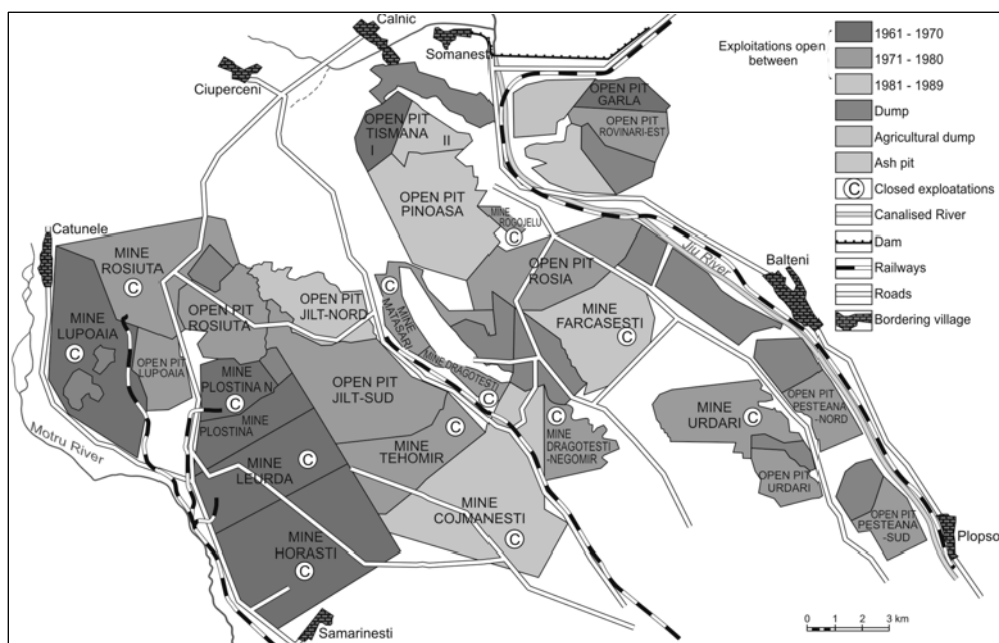 Calnic
Somanesti
Ciuperceni
Exploitations open
between
1961 - 1970
1971 - 1980
1981 - 1989
Dump
Agricultural dump
Ash pit
C
Closed exploatations
Canalised River
Dam
Railways
Roads
Bordering village
OPEN PIT
GARLA
OPEN PIT
ROVINARI-EST
OPEN PIT
TISMANA
I
II
OPEN PIT
PINOASA
MINE
ROGOJELU
C
Catunele
MINE
ROSIUTA
C
Jiu River
Balteni
OPEN PIT
ROSIA
OPEN PIT
ROSIUTA
OPEN PIT
JILT-NORD
C
MINE
MATASARI
MINE
FARCASESTI
C
MINE
LUPOAIA
C
OPEN PIT
LUPOAIA
MINE
PLOSTINA N.
C
MINE
PLOSTINA
OPEN PIT
JILT-SUD
MINE DRAGOTESTI
C
MINE
DRAGOTESTI
-NEGOMIR
C
MINE
URDARI
C
OPEN PIT
PESTEANA
-NORD
Motru River
MINE
LEURDA
C
MINE
TEHOMIR
C
OPEN PIT
URDARI
MINE
COJMANESTI
C
OPEN PIT
PESTEANA
-SUD
Plopso
MINE
HORASTI
C
Samarinesti
0 1 2 3 km